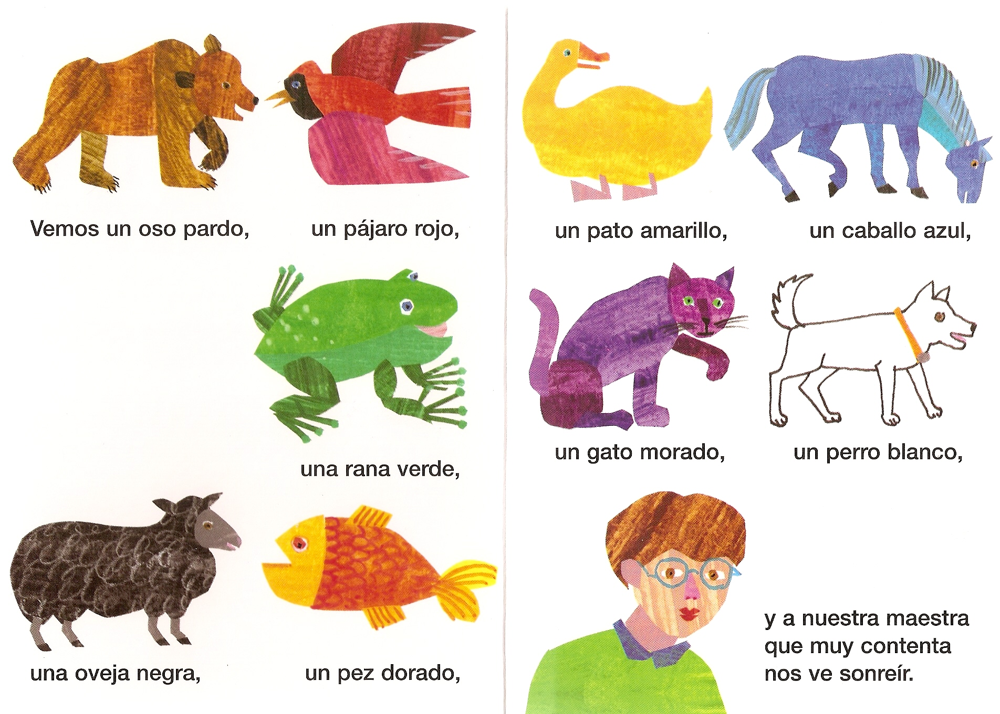 Vemos un oso pardo,
un pájaro rojo,
un pato amarillo,
un caballo azul,
una rana verde,
un gato morado,
un perro blanco,
una oveja negra,
un pez dorado,
y a nuestra maestra
que muy contenta
nos ve sonreír.